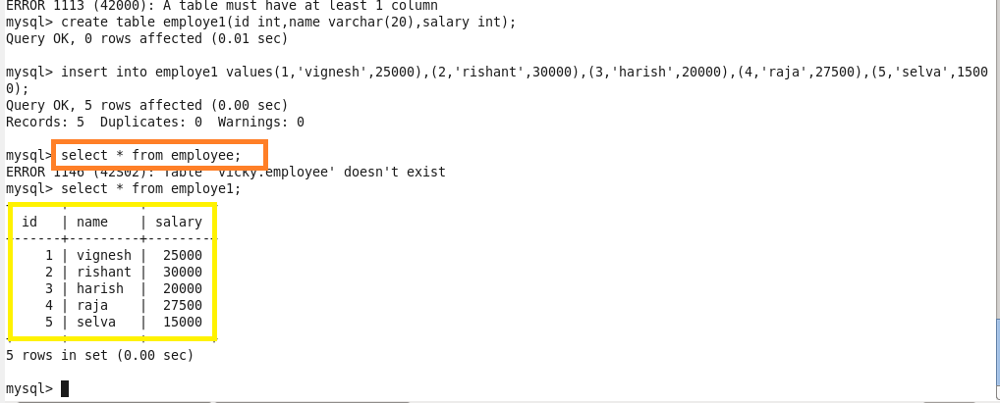 ERROR 1113 (42000): A table must have at least 1 column
mysql> create table employe1(id int,name varchar(20),salary int);
Query OK, 0 rows affected (0.01 sec)
mysql> insert into employe1 values(1,'vignesh',25000),(2,'rishant',30000),(3,'harish',20000),(4,'raja',27500),(5,'selva',1500
0);
Query OK, 5 rows affected (0.00 sec)
Records: 5  Duplicates: 0  Warnings: 0
mysql> select * from employee;
ERROR 1146 (42S02): Table 'vicky.employee' doesn't exist
mysql> select * from employe1;
id   | name    | salary
------+---------+--------
1 | vignesh |  25000
2 | rishant |  30000
3 | harish  |  20000
4 | raja    |  27500
5 | selva   |  15000
5 rows in set (0.00 sec)
mysql>